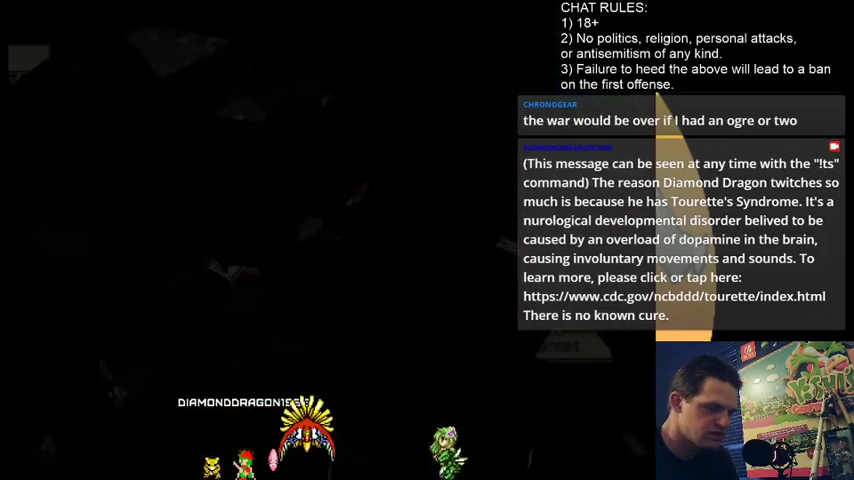 CHAT RULES:
1) 18+
2) No politics, religion, personal attacks,
or antisemitism of any kind.
3) Failure to heed the above will lead to a ban
on the first offense.
CHRONOGEAR
the war would be over if I had an ogre or two
(This message can be seen at any time with the "!ts"
command) The reason Diamond Dragon twitches so
much is because he has Tourette's Syndrome. It's a
nurological developmental disorder belived to be
caused by an overload of dopamine in the brain,
causing involuntary movements and sounds. To
learn more, please click or tap here:
https://www.cdc.gov/ncbddd/tourette/index.html
There is no known cure.